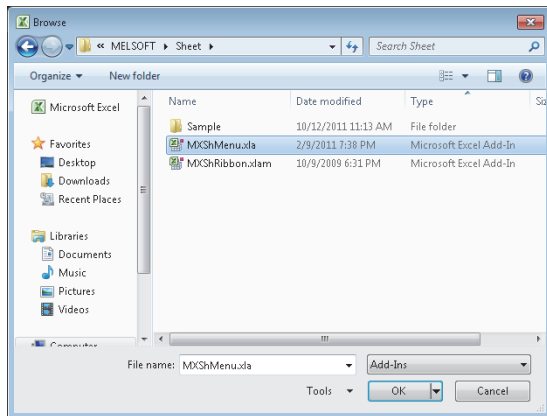 Browse
« MELSOFT ▸ Sheet ▸ Search Sheet
Organize ▾ New folder
Name Date modified Type Siz
Microsoft Excel
Sample 10/12/2011 11:13 AM File folder
Favorites
MXShMenu.xla 2/9/2011 7:38 PM Microsoft Excel Add-In
Desktop
MXShRibbon.xlam 10/9/2009 6:31 PM Microsoft Excel Add-In
Downloads
Recent Places
Libraries
Documents
Music
Pictures
Videos
Computer
File name: MXShMenu.xla Add-Ins
Tools OK Cancel